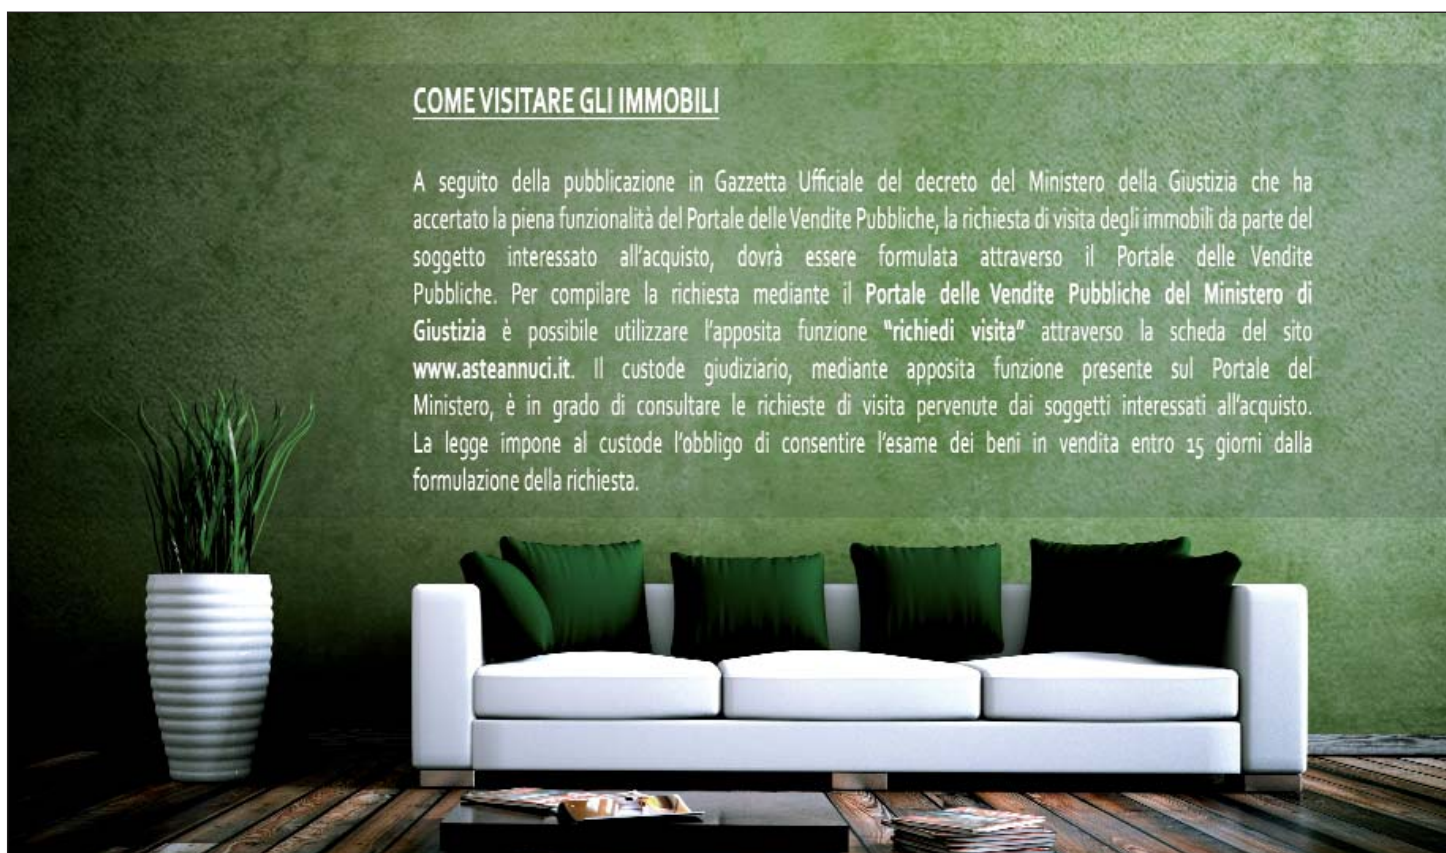 COME VISITARE GLI IMMOBILI
A seguito della pubblicazione in Gazzetta Ufficiale del decreto del Ministero della Giustizia che ha
accertato la piena funzionalità del Portale delle Vendite Pubbliche, la richiesta di visita degli immobili da parte del
soggetto interessato all'acquisto, dovrà essere formulata attraverso il Portale delle Vendite
Pubbliche. Per compilare la richiesta mediante il Portale delle Vendite Pubbliche del Ministero di
Giustizia è possibile utilizzare l'apposita funzione "richiedi visita" attraverso la scheda del sito
www.asteannuci.it. Il custode giudiziario, mediante apposita funzione presente sul Portale del
Ministero, è in grado di consultare le richieste di visita pervenute dai soggetti interessati all'acquisto.
La legge impone al custode l'obbligo di consentire l'esame dei beni in vendita entro 15 giorni dalla
formulazione della richiesta.